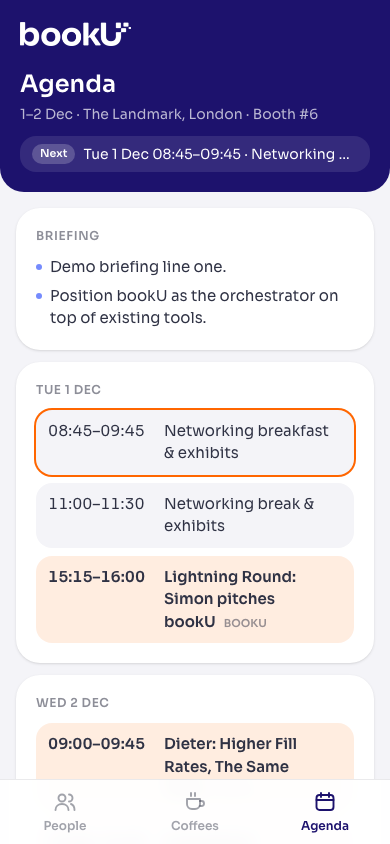 bookU
Agenda
1–2 Dec · The Landmark, London · Booth #6
Next Tue 1 Dec 08:45–09:45 · Networking ...
BRIEFING
Demo briefing line one.
Position bookU as the orchestrator on
top of existing tools.
TUE 1 DEC
08:45–09:45 Networking breakfast
& exhibits
11:00–11:30 Networking break &
exhibits
15:15–16:00 Lightning Round:
Simon pitches
bookU BOOKU
WED 2 DEC
09:00–09:45 Dieter: Higher Fill
Rates, The Same
People Coffees Agenda